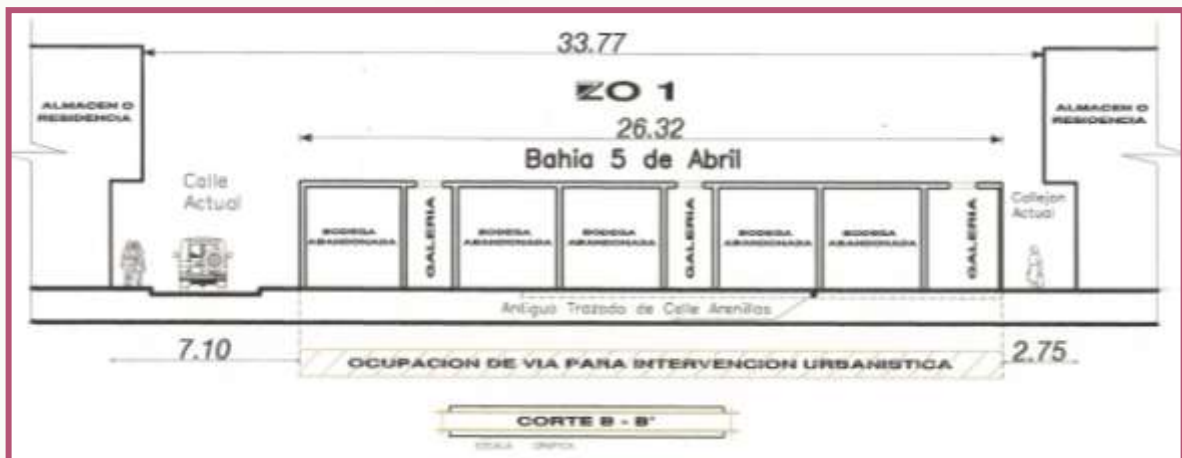 33.77
ZO 1
26.32
Bahia 5 de Abril
ALMACEN O
RESIDENCIA
ALMACEN O
RESIDENCIA
Calle
Actual
Callejon
Actual
BODEGA
ABANDONADA
GALERIA
BODEGA
ABANDONADA
BODEGA
ABANDONADA
GALERIA
BODEGA
ABANDONADA
BODEGA
ABANDONADA
GALERIA
Antiguo Trazado de Calle Arenillas
7.10
OCUPACION DE VIA PARA INTERVENCION URBANISTICA
2.75
CORTE B - B'
ESCALA GRAFICA